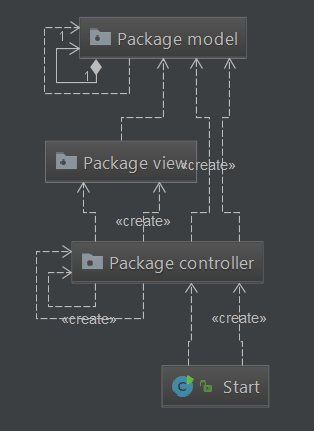 1
Package model
1
Package view
«create»
«create»
Package controller
«create»
«create»
C
Start